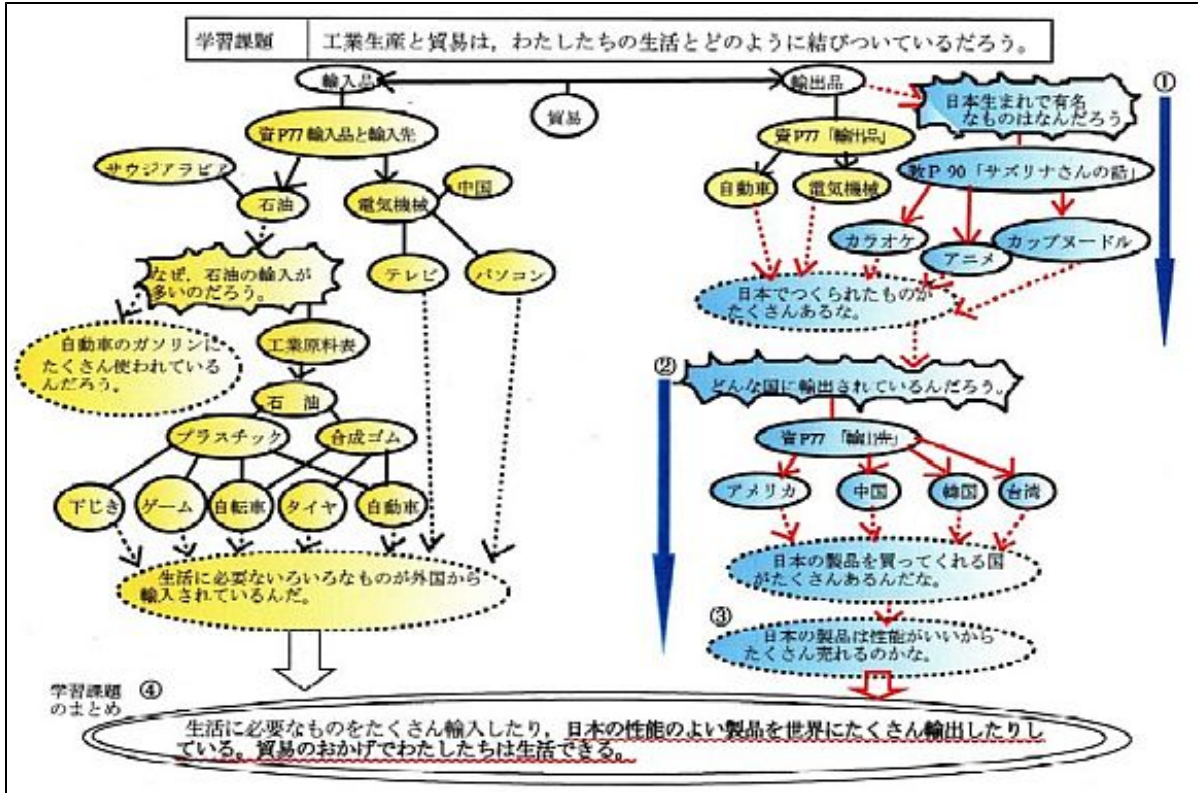 学習課題　工業生産と貿易は，わたしたちの生活とどのように結びついているだろう。
輸入品
輸出品
貿易
①
日本生まれで有名
なものはなんだろう
資P77 輸入品と輸入先
資P77「輸出品」
教P 90「サズリナさんの話」
サウジアラビア
石油
電気機械
中国
自動車
電気機械
カラオケ
アニメ
カップヌードル
なぜ，石油の輸入が
多いのだろう。
テレビ
パソコン
日本でつくられたものが
たくさんあるな。
自動車のガソリンに
たくさん使われている
んだろう。
工業原料表
②
どんな国に輸出されているんだろう。
石 油
プラスチック
合成ゴム
資P77 「輸出先」
下じき
ゲーム
自転車
タイヤ
自動車
アメリカ
中国
韓国
台湾
生活に必要ないろいろなものが外国から
輸入されているんだ。
日本の製品を買ってくれる国
がたくさんあるんだな。
③
日本の製品は性能がいいから
たくさん売れるのかな。
学習課題
のまとめ
④
生活に必要なものをたくさん輸入したり，日本の性能のよい製品を世界にたくさん輸出したりし
ている。貿易のおかげでわたしたちは生活できる。